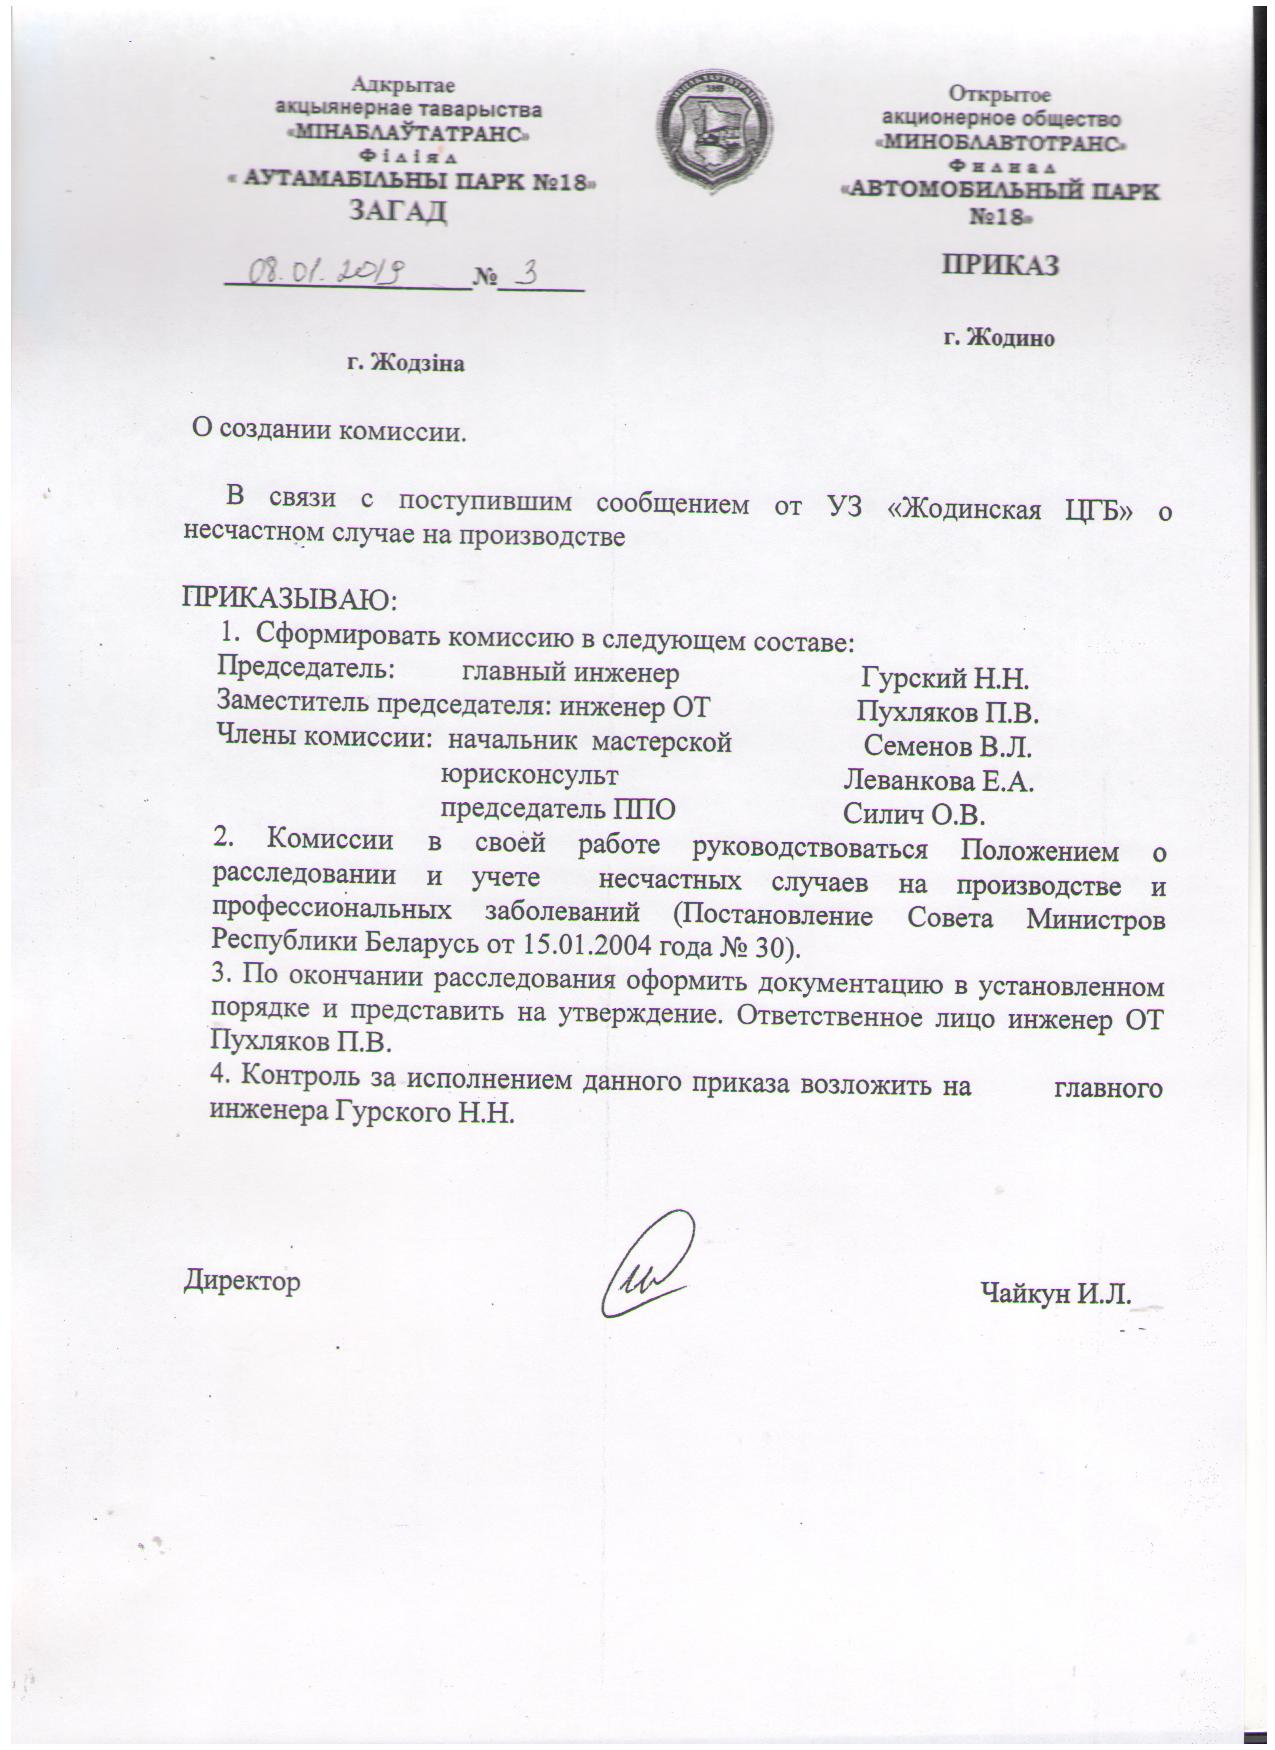 Адкрытае
акцыянернае таварыства
«МІНАБЛАЎТАТРАНС»
Філіял
« АУТАМАБІЛЬНЫ ПАРК №18»
ЗАГАД
08.01.2019 № 3
г. Жодзіна
1988
Открытое
акционерное общество
«МИНОБЛАВТОТРАНС»
Филиал
«АВТОМОБИЛЬНЫЙ ПАРК
№18»
ПРИКАЗ
г. Жодино
О создании комиссии.
В связи с поступившим сообщением от УЗ «Жодинская ЦГБ» о
несчастном случае на производстве
ПРИКАЗЫВАЮ:
1. Сформировать комиссию в следующем составе:
Председатель: главный инженер Гурский Н.Н.
Заместитель председателя: инженер ОТ Пухляков П.В.
Члены комиссии: начальник мастерской Семенов В.Л.
юрисконсульт Леванкова Е.А.
председатель ППО Силич О.В.
2. Комиссии в своей работе руководствоваться Положением о
расследовании и учете несчастных случаев на производстве и
профессиональных заболеваний (Постановление Совета Министров
Республики Беларусь от 15.01.2004 года № 30).
3. По окончании расследования оформить документацию в установленном
порядке и представить на утверждение. Ответственное лицо инженер ОТ
Пухляков П.В.
4. Контроль за исполнением данного приказа возложить на главного
инженера Гурского Н.Н.
Директор Чайкун И.Л.